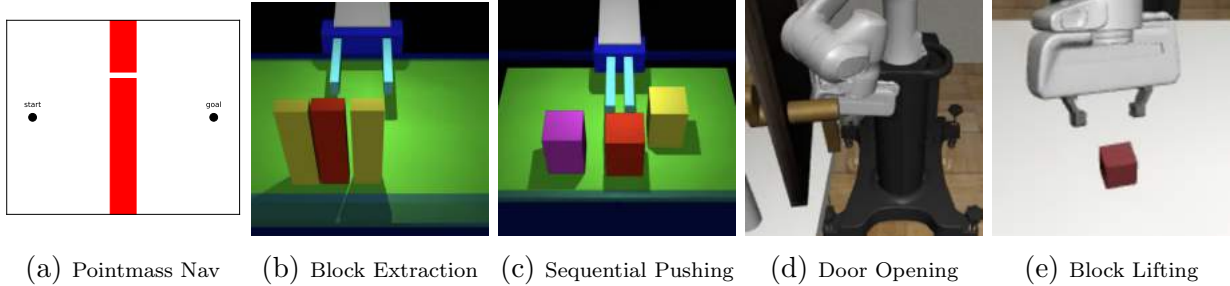 start
goal
(a) Pointmass Nav
(b) Block Extraction
(c) Sequential Pushing
(d) Door Opening
(e) Block Lifting